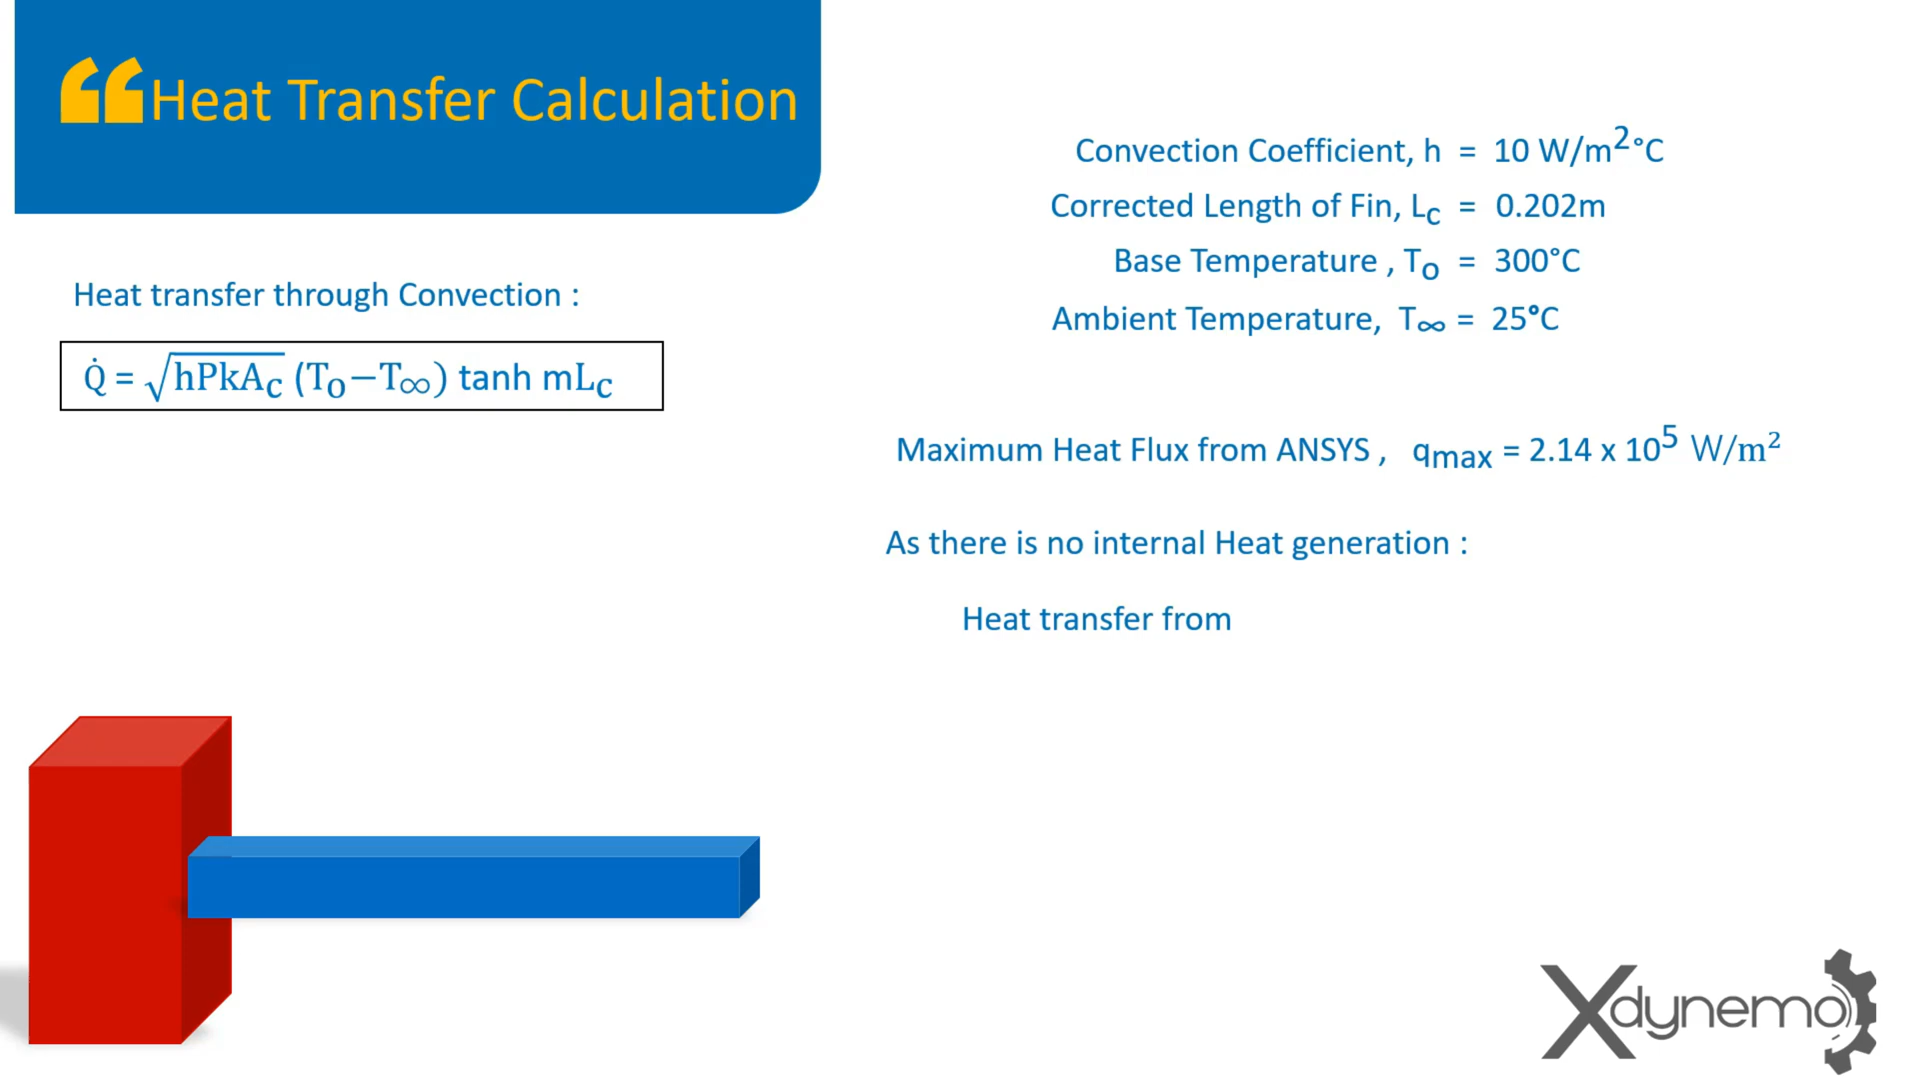 Heat Transfer Calculation
Heat transfer through Convection :
Q̇ = √hPkAc (To−T∞) tanh mLc
Convection Coefficient, h = 10 W/m²°C
Corrected Length of Fin, Lc = 0.202m
Base Temperature , To = 300°C
Ambient Temperature, T∞ = 25°C
Maximum Heat Flux from ANSYS , qmax = 2.14 x 10⁵ W/m²
As there is no internal Heat generation :
Heat transfer from
Xdynemo